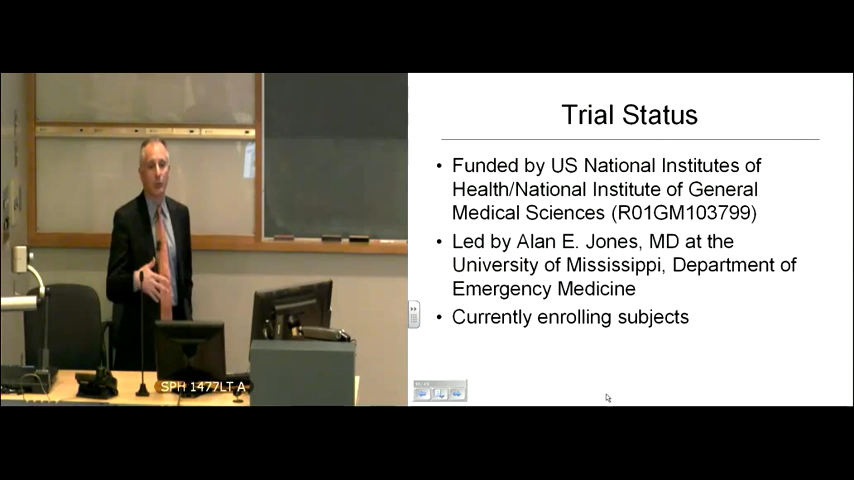 Trial Status
• Funded by US National Institutes of
Health/National Institute of General
Medical Sciences (R01GM103799)
• Led by Alan E. Jones, MD at the
University of Mississippi, Department of
Emergency Medicine
• Currently enrolling subjects
SPH 1477LT A